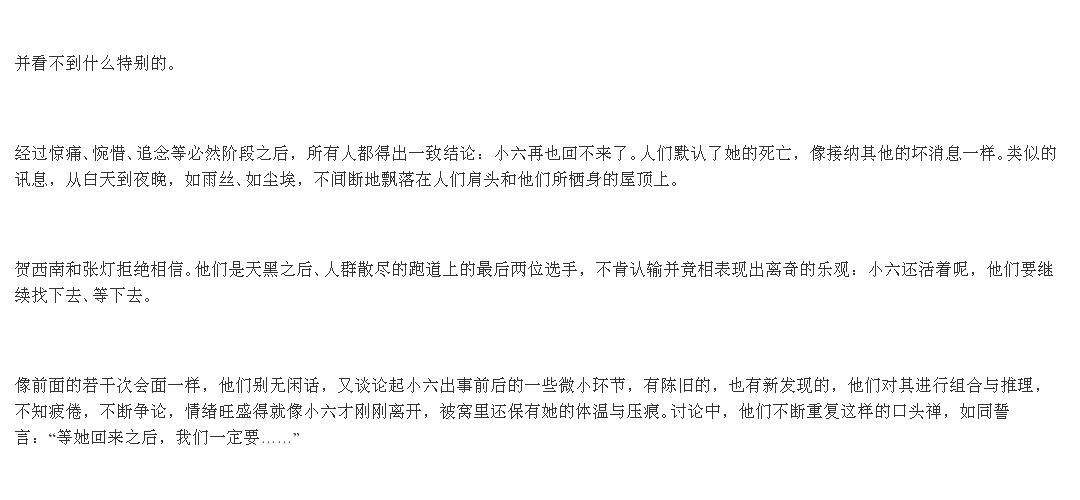 并看不到什么特别的。
经过惊痛、惋惜、追念等必然阶段之后，所有人都得出一致结论：小六再也回不来了。人们默认了她的死亡，像接纳其他的坏消息一样。类似的
讯息，从白天到夜晚，如雨丝、如尘埃，不间断地飘落在人们肩头和他们所栖身的屋顶上。
贺西南和张灯拒绝相信。他们是天黑之后、人群散尽的跑道上的最后两位选手，不肯认输并竞相表现出离奇的乐观：小六还活着呢，他们要继
续找下去、等下去。
像前面的若干次会面一样，他们别无闲话，又谈论起小六出事前后的一些微小环节，有陈旧的，也有新发现的，他们对其进行组合与推理，
不知疲倦，不断争论，情绪旺盛得就像小六才刚刚离开，被窝里还保有她的体温与压痕。讨论中，他们不断重复这样的口头禅，如同誓
言：“等她回来之后，我们一定要……”